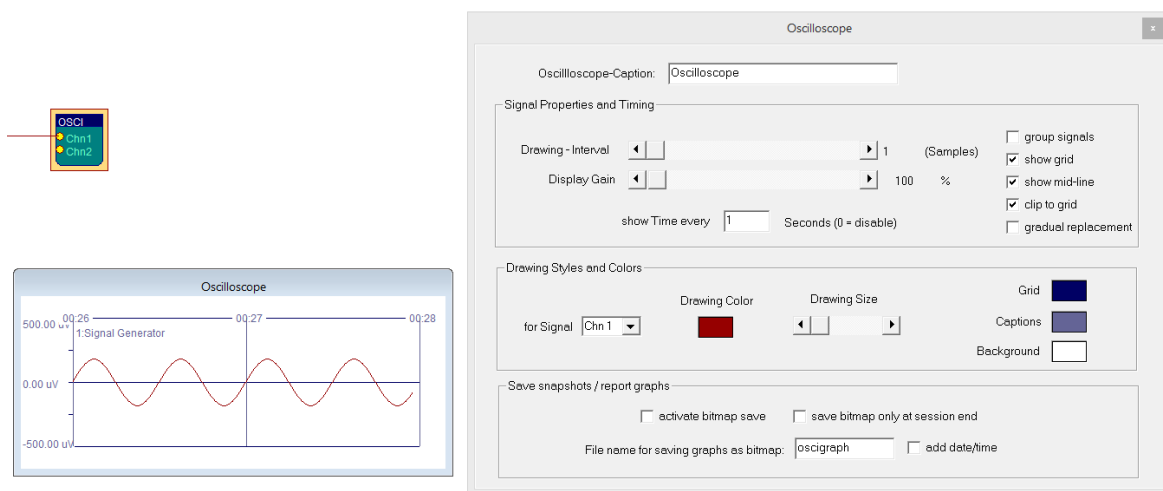 OSCI
Chn1
Chn2
Oscilloscope
500.00 uV 00:26 00:27 00:28
1:Signal Generator
0.00 uV
-500.00 uV
Oscilloscope x
Oscillloscope-Caption: Oscilloscope
Signal Properties and Timing
Drawing - Interval 1 (Samples)
Display Gain 100 %
show Time every 1 Seconds (0 = disable)
group signals
show grid
show mid-line
clip to grid
gradual replacement
Drawing Styles and Colors
for Signal Chn 1
Drawing Color
Drawing Size
Grid
Captions
Background
Save snapshots / report graphs
activate bitmap save save bitmap only at session end
File name for saving graphs as bitmap: oscigraph add date/time